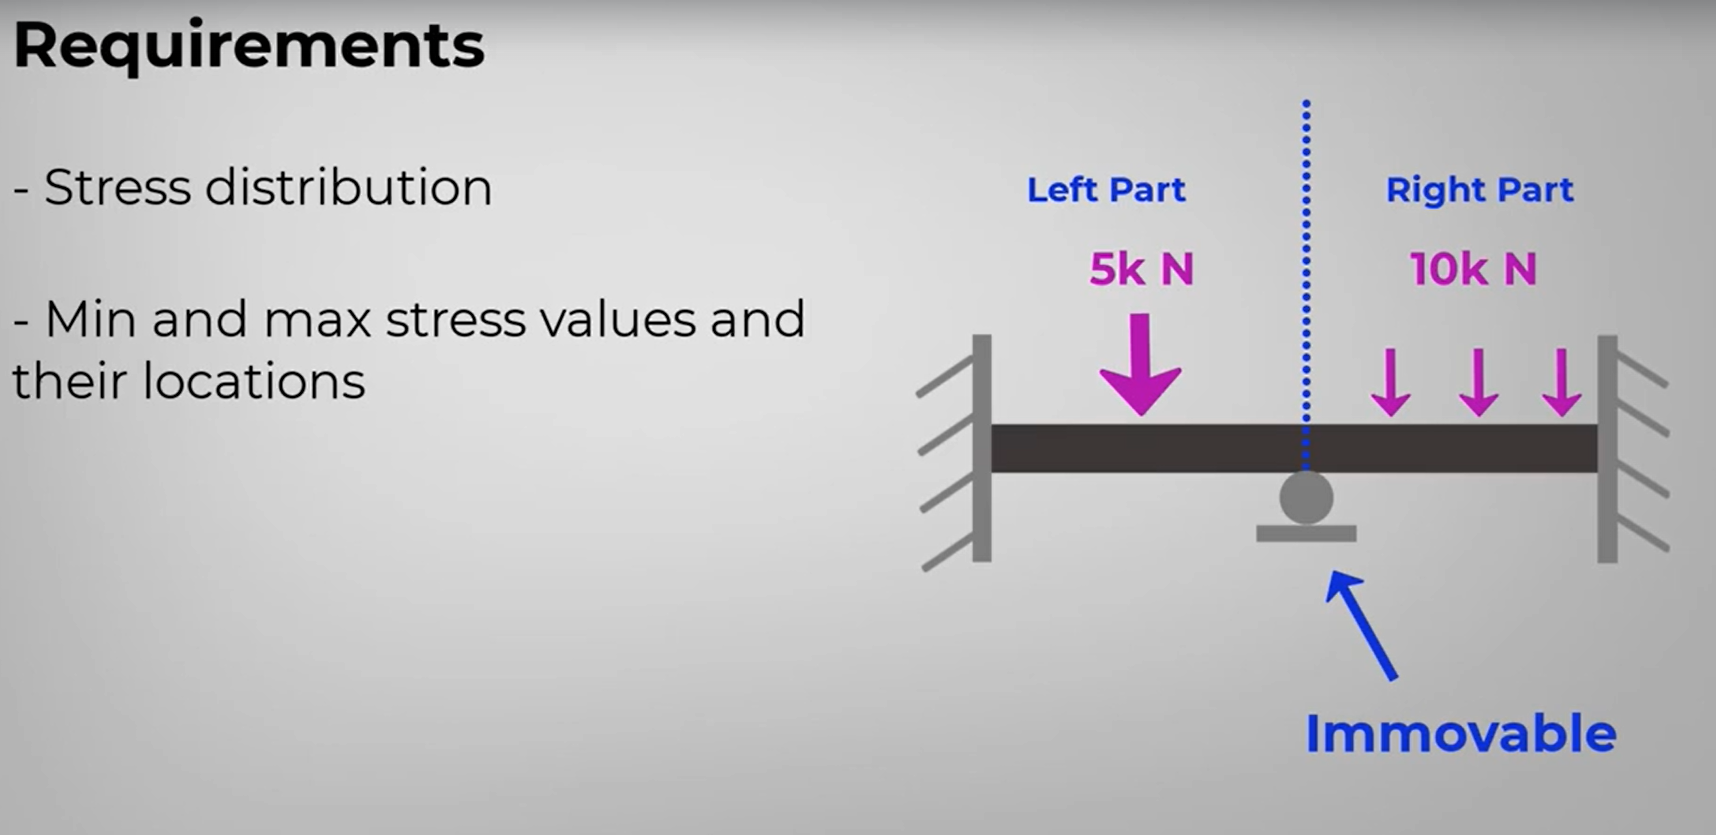 Requirements
- Stress distribution
- Min and max stress values and
their locations
Left Part
Right Part
5k N
10k N
Immovable